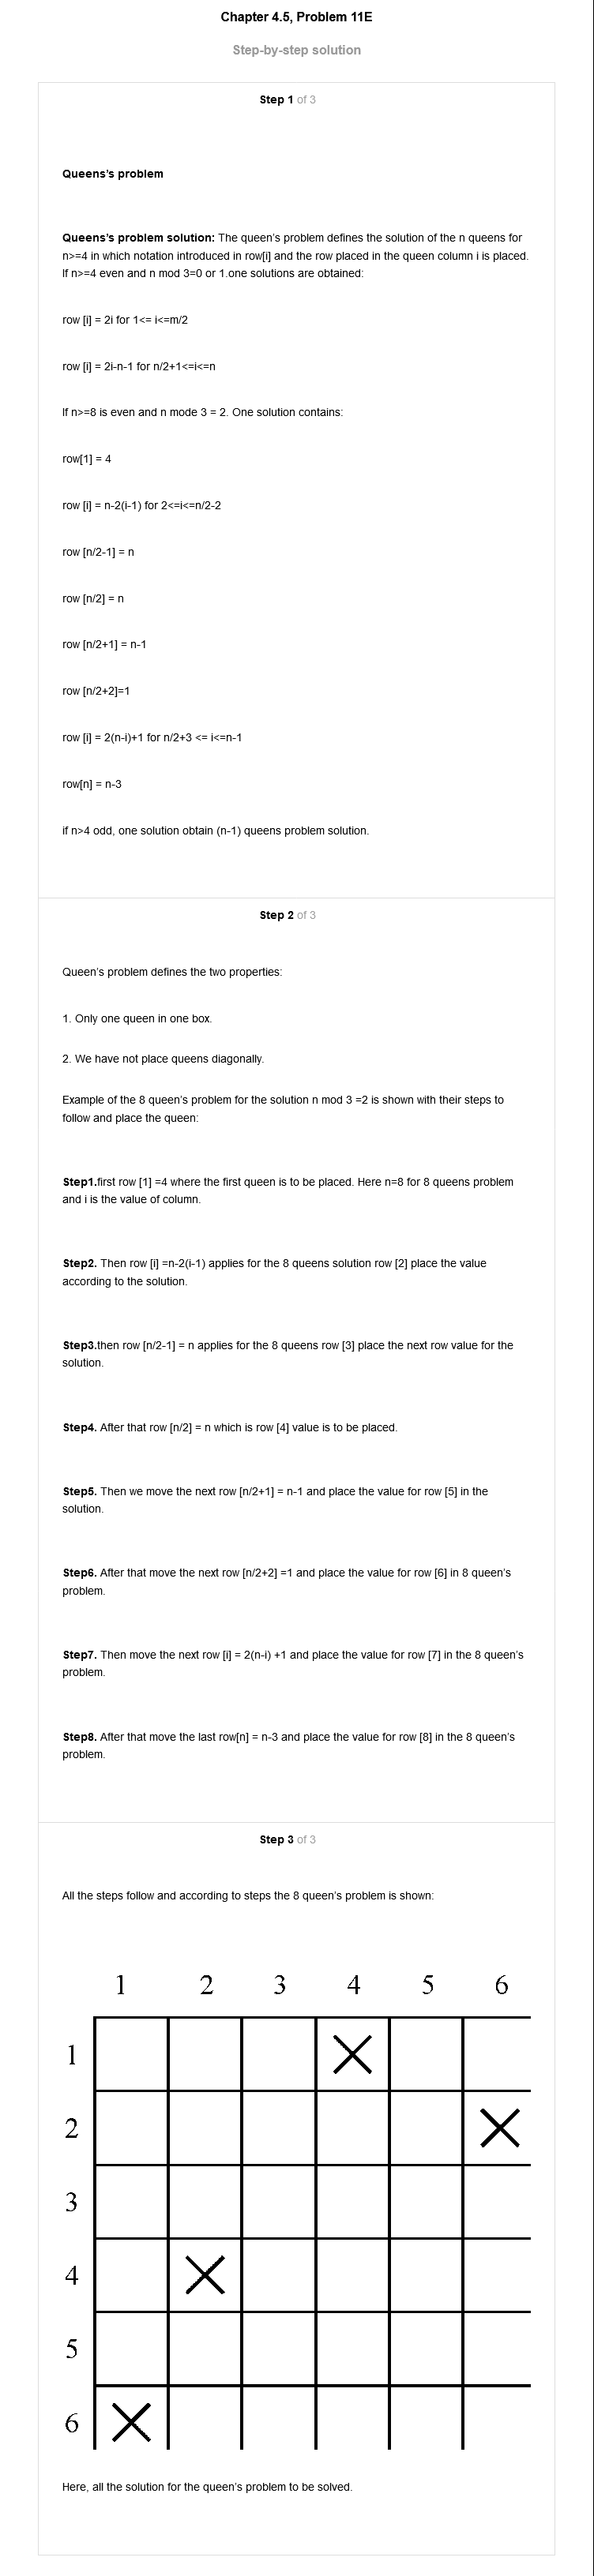 Chapter 4.5, Problem 11E
Step-by-step solution
Step 1 of 3
Queens's problem
Queens's problem solution: The queen's problem defines the solution of the n queens for
n>=4 in which notation introduced in row[i] and the row placed in the queen column i is placed.
If n>=4 even and n mod 3=0 or 1.one solutions are obtained:
row [i] = 2i for 1<= i<=m/2
row [i] = 2i-n-1 for n/2+1<=i<=n
If n>=8 is even and n mode 3 = 2. One solution contains:
row[1] = 4
row [i] = n-2(i-1) for 2<=i<=n/2-2
row [n/2-1] = n
row [n/2] = n
row [n/2+1] = n-1
row [n/2+2]=1
row [i] = 2(n-i)+1 for n/2+3 <= i<=n-1
row[n] = n-3
if n>4 odd, one solution obtain (n-1) queens problem solution.
Step 2 of 3
Queen's problem defines the two properties:
1. Only one queen in one box.
2. We have not place queens diagonally.
Example of the 8 queen's problem for the solution n mod 3 =2 is shown with their steps to
follow and place the queen:
Step1.first row [1] =4 where the first queen is to be placed. Here n=8 for 8 queens problem
and i is the value of column.
Step2. Then row [i] =n-2(i-1) applies for the 8 queens solution row [2] place the value
according to the solution.
Step3.then row [n/2-1] = n applies for the 8 queens row [3] place the next row value for the
solution.
Step4. After that row [n/2] = n which is row [4] value is to be placed.
Step5. Then we move the next row [n/2+1] = n-1 and place the value for row [5] in the
solution.
Step6. After that move the next row [n/2+2] =1 and place the value for row [6] in 8 queen's
problem.
Step7. Then move the next row [i] = 2(n-i) +1 and place the value for row [7] in the 8 queen's
problem.
Step8. After that move the last row[n] = n-3 and place the value for row [8] in the 8 queen's
problem.
Step 3 of 3
All the steps follow and according to steps the 8 queen's problem is shown:
1 2 3 4 5 6
1
2
3
4
5
6
Here, all the solution for the queen's problem to be solved.